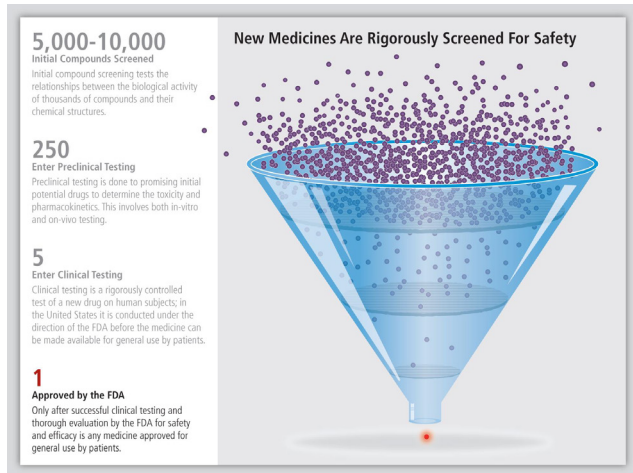 New Medicines Are Rigorously Screened For Safety
5,000-10,000
Initial Compounds Screened
Initial compound screening tests the
relationships between the biological activity
of thousands of compounds and their
chemical structures.
250
Enter Preclinical Testing
Preclinical testing is done to promising initial
potential drugs to determine the toxicity and
pharmacokinetics. This involves both in-vitro
and on-vivo testing.
5
Enter Clinical Testing
Clinical testing is a rigorously controlled
test of a new drug on human subjects; in
the United States it is conducted under the
direction of the FDA before the medicine can
be made available for general use by patients.
1
Approved by the FDA
Only after successful clinical testing and
thorough evaluation by the FDA for safety
and efficacy is any medicine approved for
general use by patients.